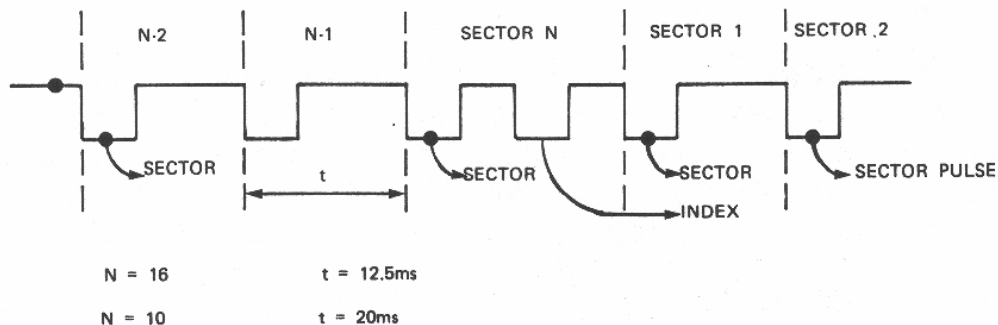 N-2 N-1 SECTOR N SECTOR 1 SECTOR .2
SECTOR t SECTOR SECTOR SECTOR PULSE
INDEX
N = 16 t = 12.5ms
N = 10 t = 20ms